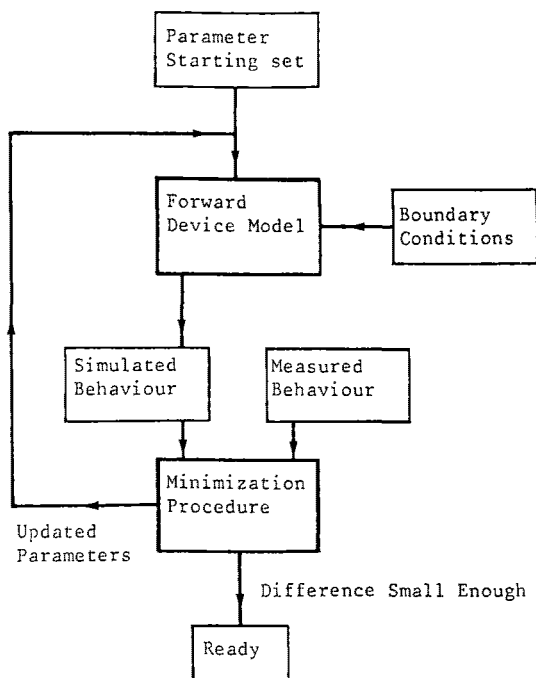 Parameter
Starting set
Forward
Device Model
Boundary
Conditions
Simulated
Behaviour
Measured
Behaviour
Minimization
Procedure
Updated
Parameters
Difference Small Enough
Ready